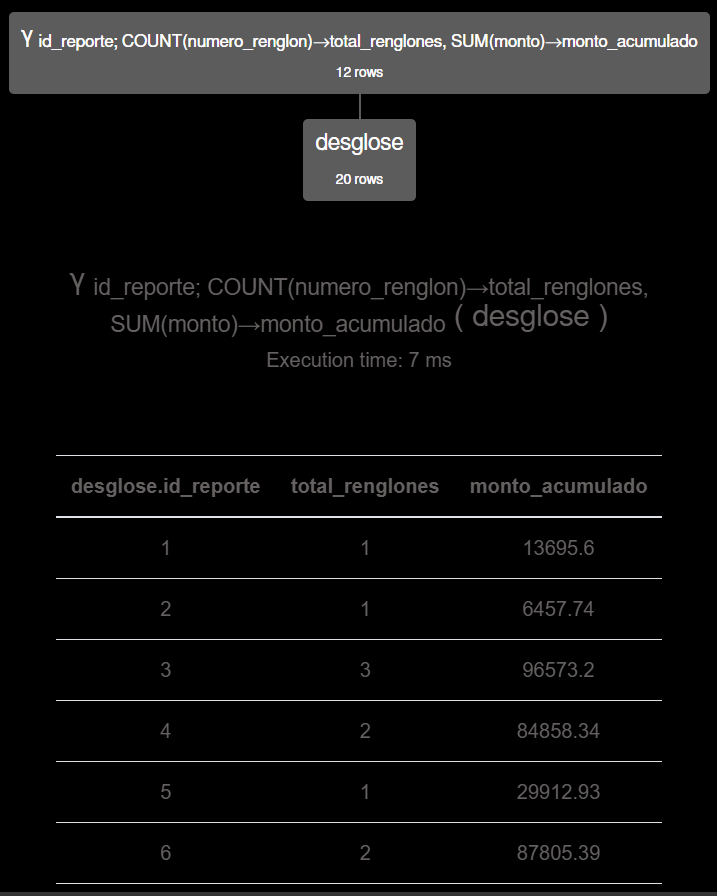 γ id_reporte; COUNT(numero_renglon)→total_renglones, SUM(monto)→monto_acumulado
12 rows
desglose
20 rows
γ id_reporte; COUNT(numero_renglon)→total_renglones,
SUM(monto)→monto_acumulado ( desglose )
Execution time: 7 ms
desglose.id_reporte total_renglones monto_acumulado
1 1 13695.6
2 1 6457.74
3 3 96573.2
4 2 84858.34
5 1 29912.93
6 2 87805.39